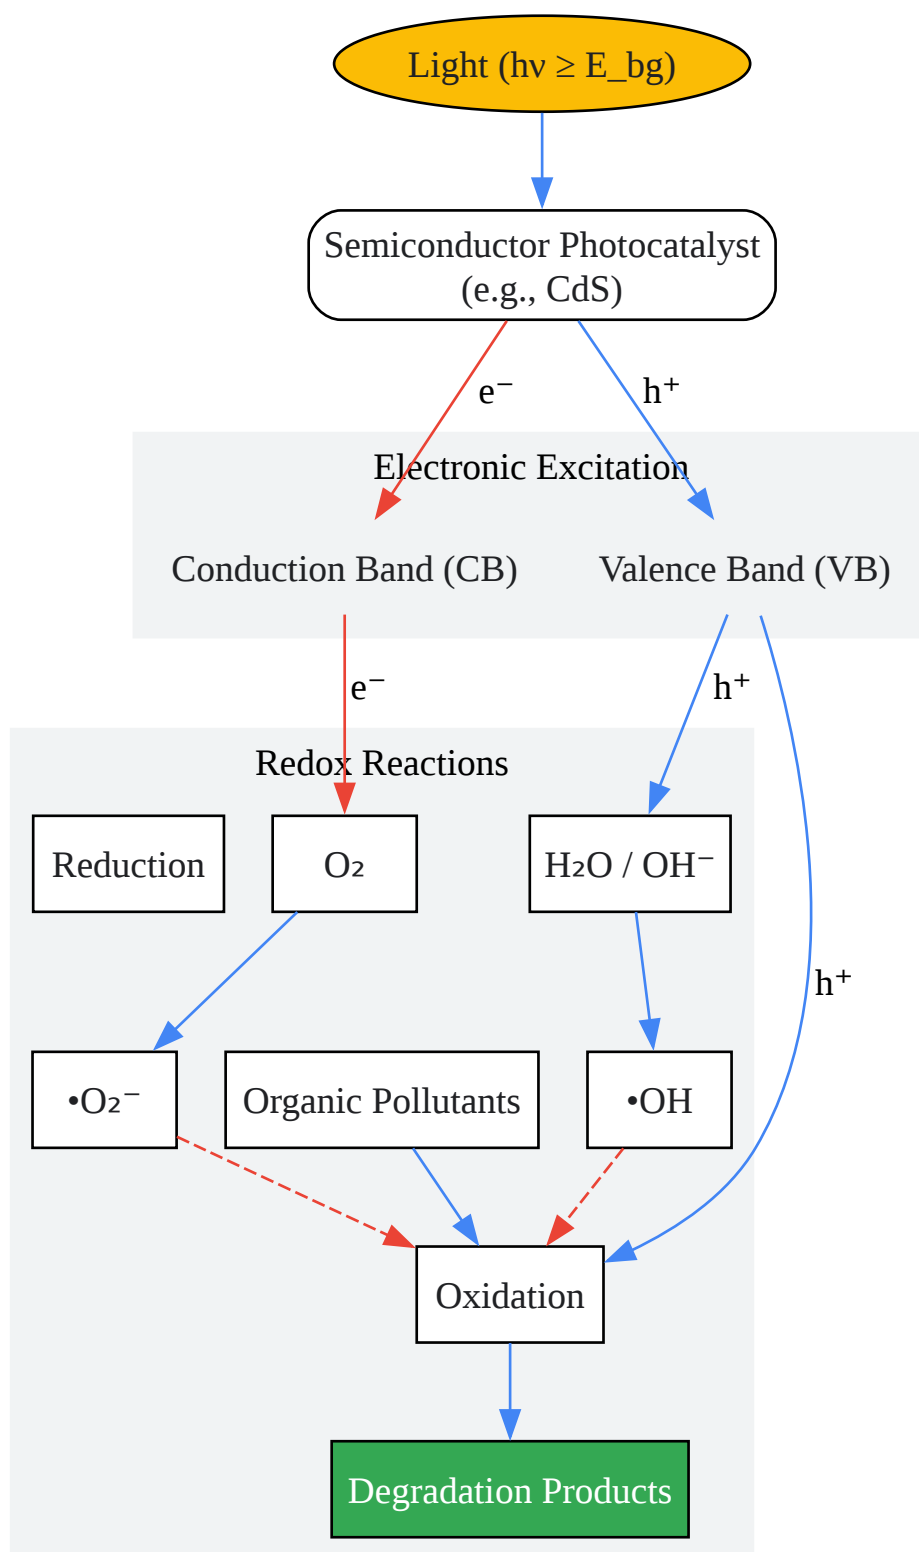 Light (hν ≥ E_bg)
Semiconductor Photocatalyst
(e.g., CdS)
e⁻
h⁺
Electronic Excitation
Conduction Band (CB)
Valence Band (VB)
e⁻
h⁺
Redox Reactions
Reduction
O₂
H₂O / OH⁻
h⁺
•O₂⁻
Organic Pollutants
•OH
Oxidation
Degradation Products